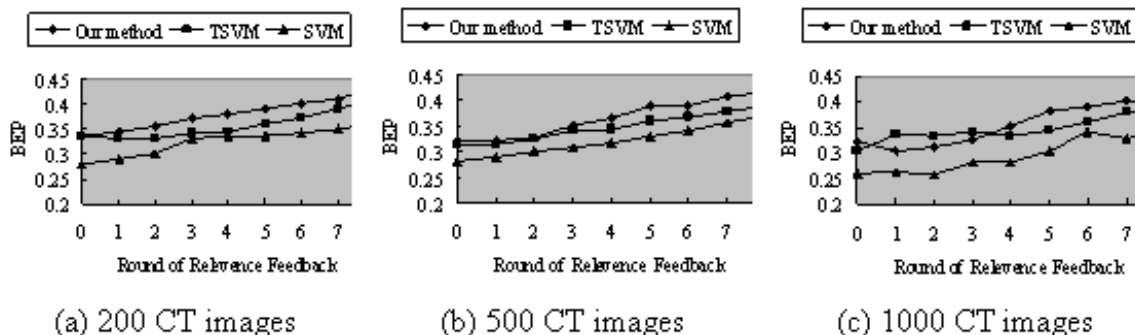 Our method TSVM SVM
BEP
0.45
0.4
0.35
0.3
0.25
0.2
0 1 2 3 4 5 6 7
Round of Relevence Feedback
(a) 200 CT images
Our method TSVM SVM
BEP
0.45
0.4
0.35
0.3
0.25
0.2
0 1 2 3 4 5 6 7
Round of Relevence Feedback
(b) 500 CT images
Our method TSVM SVM
BEP
0.45
0.4
0.35
0.3
0.25
0.2
0 1 2 3 4 5 6 7
Round of Relevence Feedback
(c) 1000 CT images